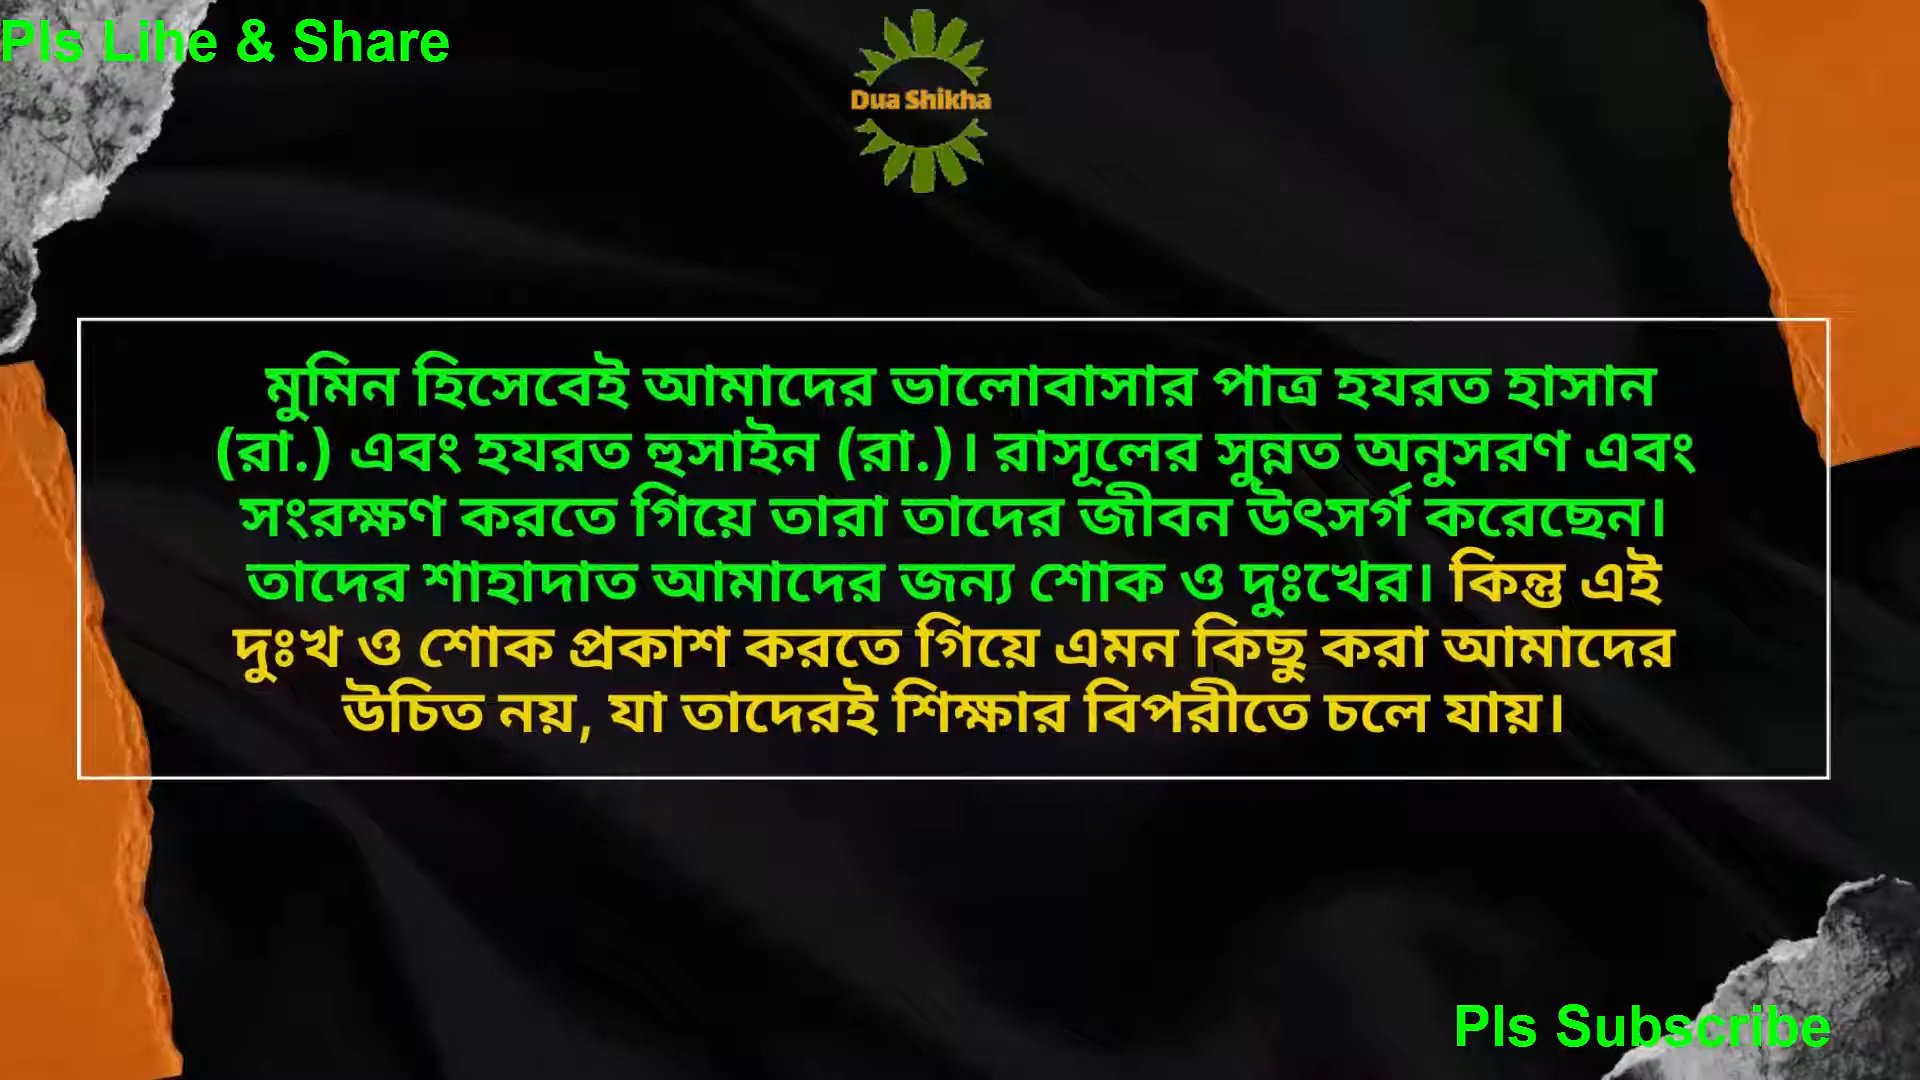 Pls Lihe & Share
Dua Shikha
মুমিন হিসেবেই আমাদের ভালোবাসার পাত্র হযরত হাসান
(রা.) এবং হযরত হুসাইন (রা.)। রাসূলের সুন্নত অনুসরণ এবং
সংরক্ষণ করতে গিয়ে তারা তাদের জীবন উৎসর্গ করেছেন।
তাদের শাহাদাত আমাদের জন্য শোক ও দুঃখের। কিন্তু এই
দুঃখ ও শোক প্রকাশ করতে গিয়ে এমন কিছু করা আমাদের
উচিত নয়, যা তাদেরই শিক্ষার বিপরীতে চলে যায়।
Pls Subscribe